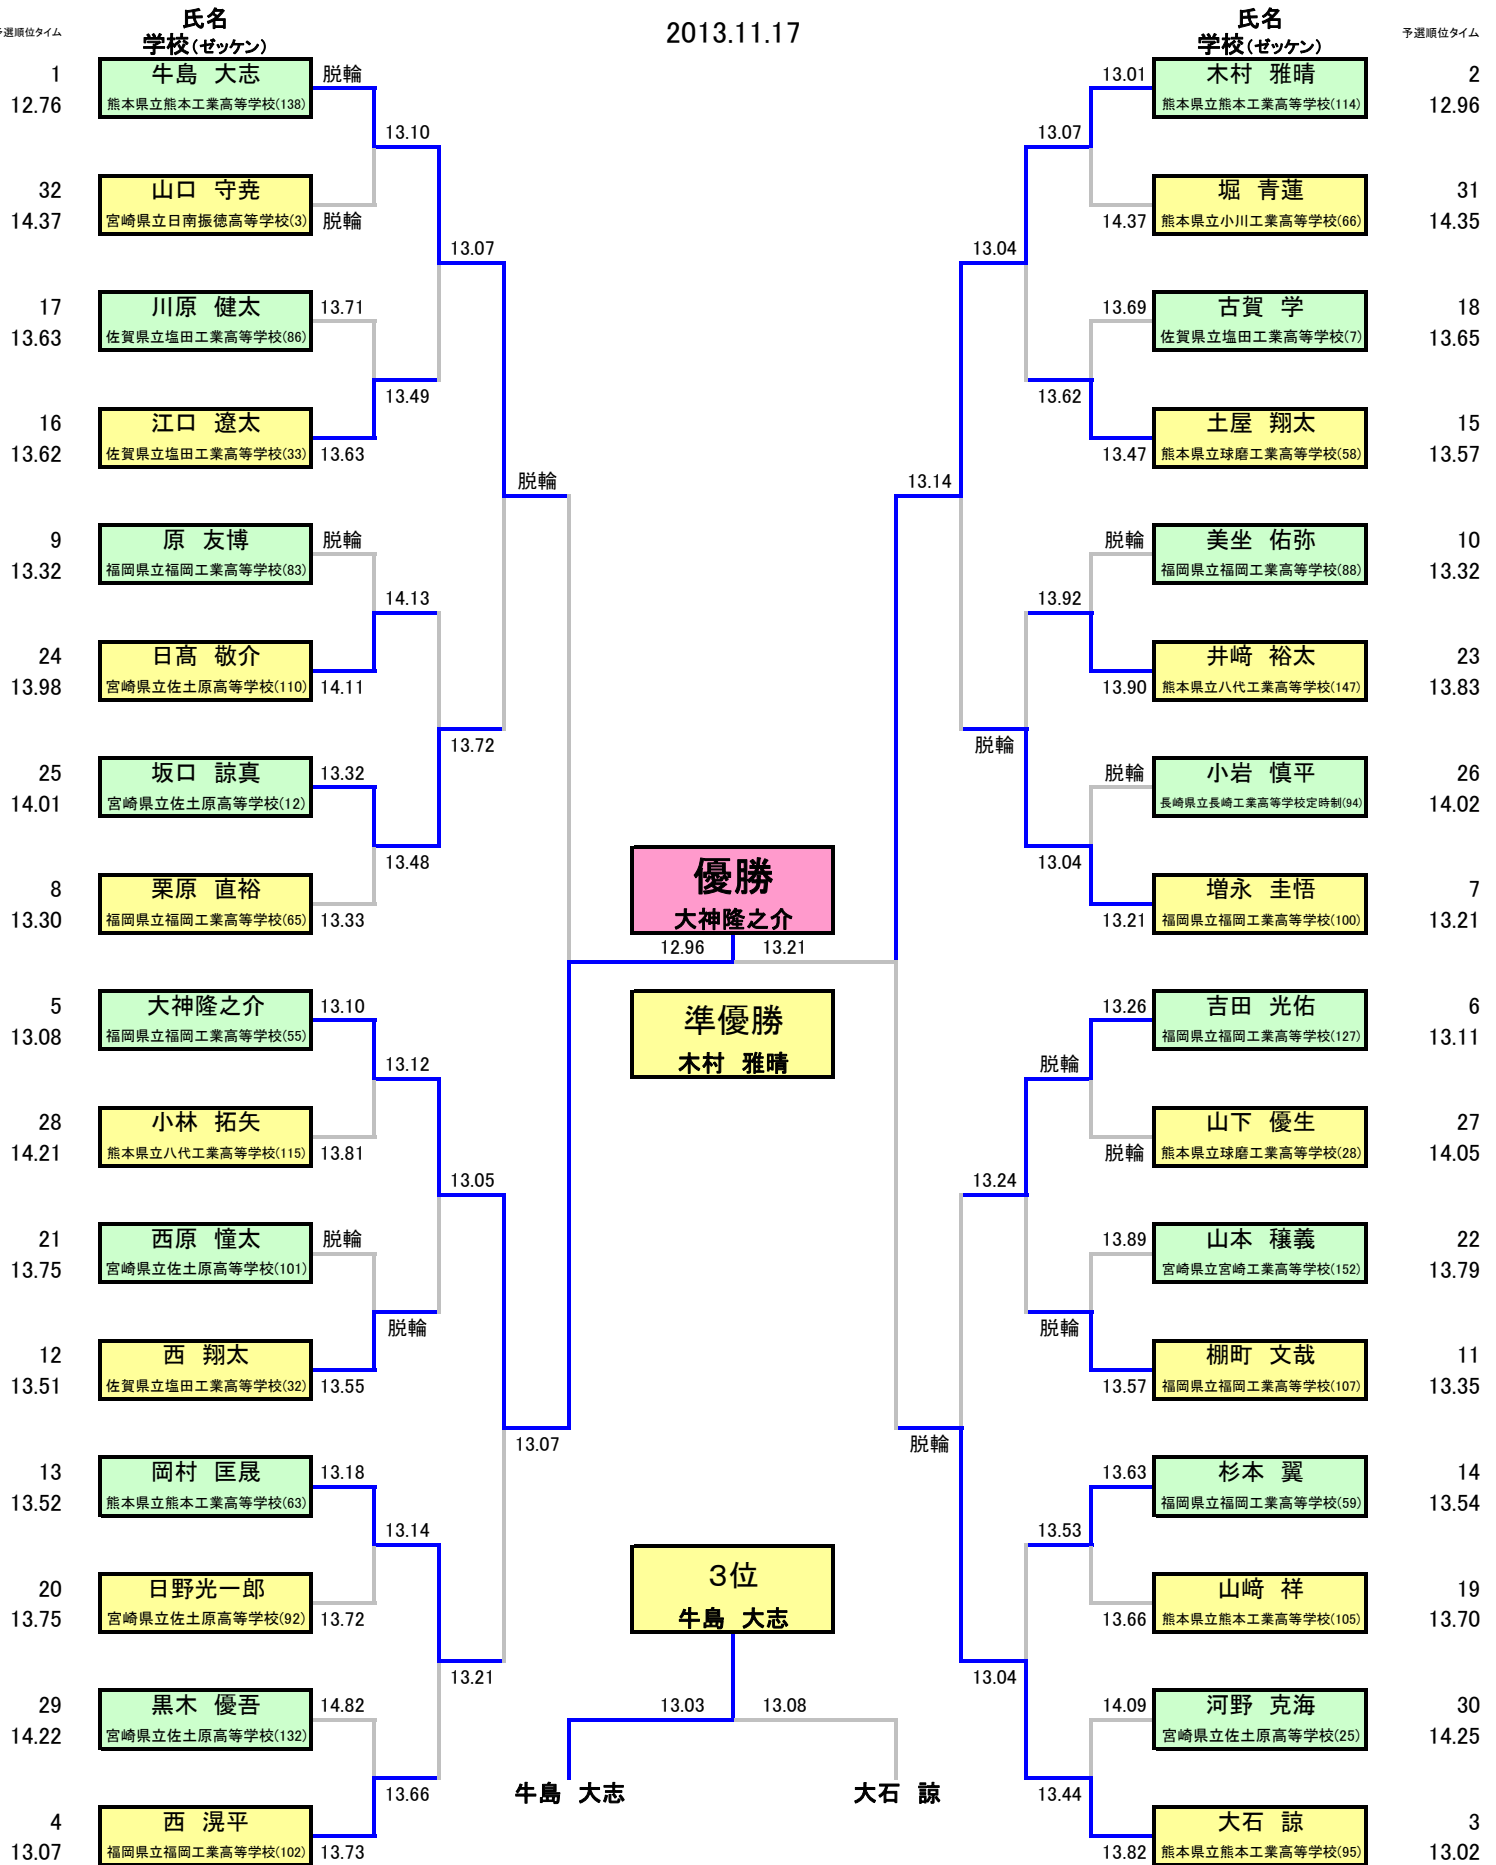 2013.11.17
予選順位タイム
氏名
学校(ゼッケン)
1
12.76
牛島 大志
熊本県立熊本工業高等学校(138)
脱輪
13.10
32
14.37
山口 守尭
宮崎県立日南振徳高等学校(3)
脱輪
13.07
17
13.63
川原 健太
佐賀県立塩田工業高等学校(86)
13.71
13.49
16
13.62
江口 遼太
佐賀県立塩田工業高等学校(33)
13.63
脱輪
9
13.32
原 友博
福岡県立福岡工業高等学校(83)
脱輪
14.13
24
13.98
日髙 敬介
宮崎県立佐土原高等学校(110)
14.11
13.72
25
14.01
坂口 諒真
宮崎県立佐土原高等学校(12)
13.32
13.48
8
13.30
栗原 直裕
福岡県立福岡工業高等学校(65)
13.33
5
13.08
大神隆之介
福岡県立福岡工業高等学校(55)
13.10
13.12
28
14.21
小林 拓矢
熊本県立八代工業高等学校(115)
13.81
13.05
21
13.75
西原 憧太
宮崎県立佐土原高等学校(101)
脱輪
脱輪
12
13.51
西 翔太
佐賀県立塩田工業高等学校(32)
13.55
13.07
13
13.52
岡村 匡晟
熊本県立熊本工業高等学校(63)
13.18
13.14
20
13.75
日野光一郎
宮崎県立佐土原高等学校(92)
13.72
13.21
29
14.22
黒木 優吾
宮崎県立佐土原高等学校(132)
14.82
13.66
4
13.07
西 滉平
福岡県立福岡工業高等学校(102)
13.73
優勝
大神隆之介
12.96
13.21
準優勝
木村 雅晴
3位
牛島 大志
13.03
13.08
牛島 大志
大石 諒
氏名
学校(ゼッケン)
予選順位タイム
13.01
木村 雅晴
熊本県立熊本工業高等学校(114)
2
12.96
13.07
14.37
堀 青蓮
熊本県立小川工業高等学校(66)
31
14.35
13.04
13.69
古賀 学
佐賀県立塩田工業高等学校(7)
18
13.65
13.62
13.47
土屋 翔太
熊本県立球磨工業高等学校(58)
15
13.57
13.14
脱輪
美坐 佑弥
福岡県立福岡工業高等学校(88)
10
13.32
13.92
13.90
井﨑 裕太
熊本県立八代工業高等学校(147)
23
13.83
脱輪
脱輪
小岩 慎平
長崎県立長崎工業高等学校定時制(94)
26
14.02
13.04
13.21
増永 圭悟
福岡県立福岡工業高等学校(100)
7
13.21
13.26
吉田 光佑
福岡県立福岡工業高等学校(127)
6
13.11
脱輪
脱輪
山下 優生
熊本県立球磨工業高等学校(28)
27
14.05
13.24
13.89
山本 穣義
宮崎県立宮崎工業高等学校(152)
22
13.79
脱輪
13.57
棚町 文哉
福岡県立福岡工業高等学校(107)
11
13.35
脱輪
13.63
杉本 翼
福岡県立福岡工業高等学校(59)
14
13.54
13.53
13.66
山﨑 祥
熊本県立熊本工業高等学校(105)
19
13.70
13.04
14.09
河野 克海
宮崎県立佐土原高等学校(25)
30
14.25
13.44
13.82
大石 諒
熊本県立熊本工業高等学校(95)
3
13.02